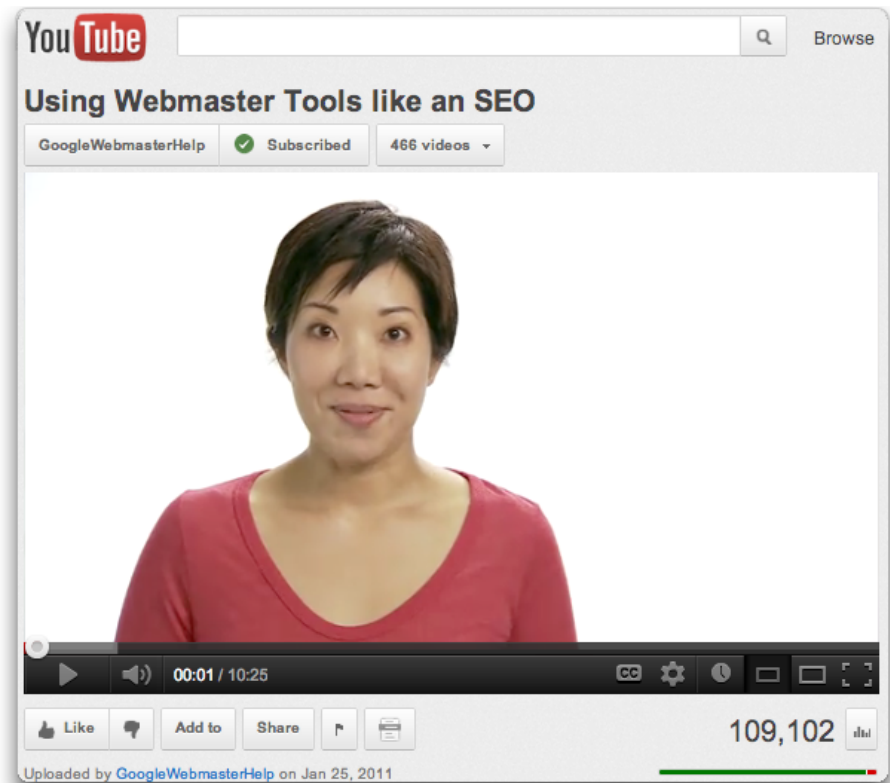 YouTube Browse
Using Webmaster Tools like an SEO
GoogleWebmasterHelp Subscribed 466 videos
00:01 / 10:25 CC
Like Add to Share 109,102
Uploaded by GoogleWebmasterHelp on Jan 25, 2011